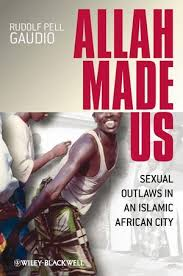 RUDOLF PELL
GAUDIO
ALLAH
MADE
US
SEXUAL
OUTLAWS IN
AN ISLAMIC
AFRICAN CITY
WILEY-BLACKWELL